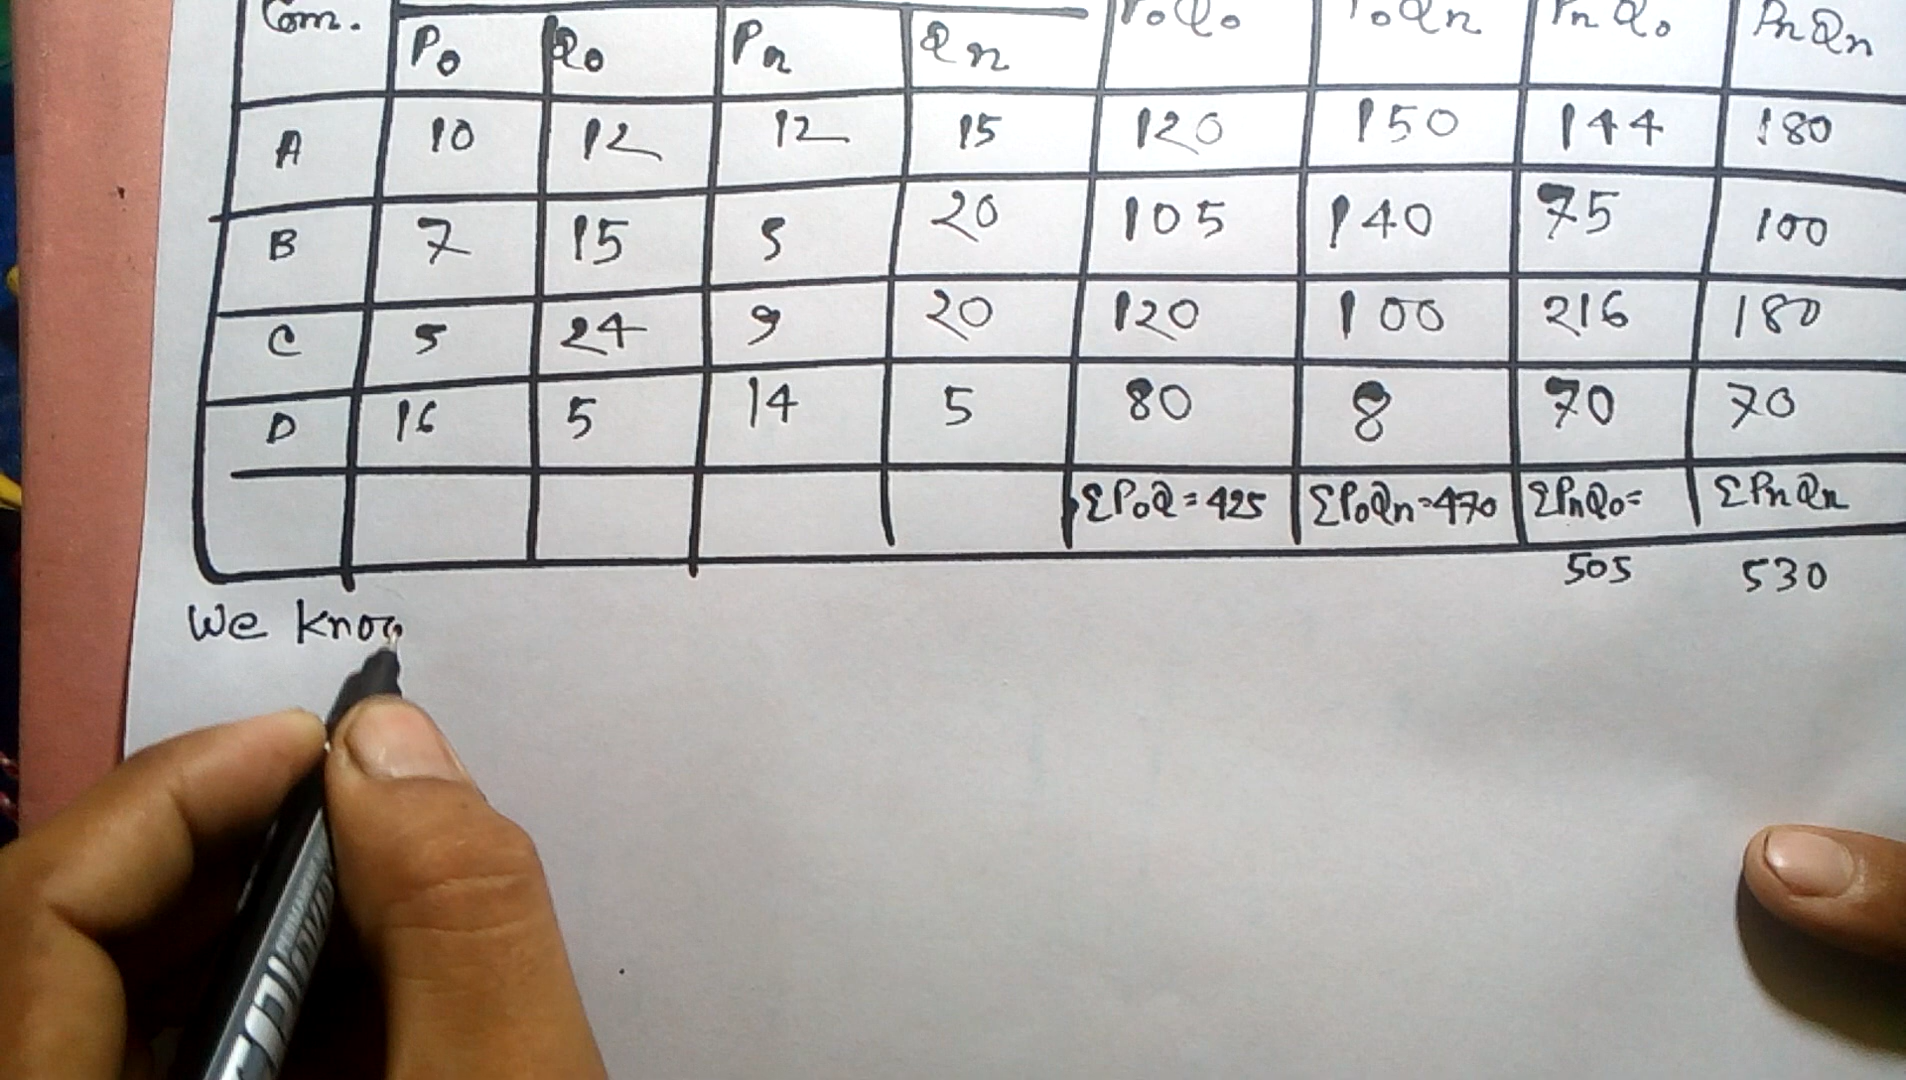 Com. P₀Q₀ P₀Qn PnQ₀ PnQn
P₀ Q₀ Pn Qn
A 10 12 12 15 120 150 144 180
B 7 15 5 20 105 140 75 100
C 5 24 9 20 120 100 216 180
D 16 5 14 5 80 8 70 70
ΣP₀Q=425 ΣP₀Qn=470 ΣPnQ₀= ΣPnQn
505 530
We know